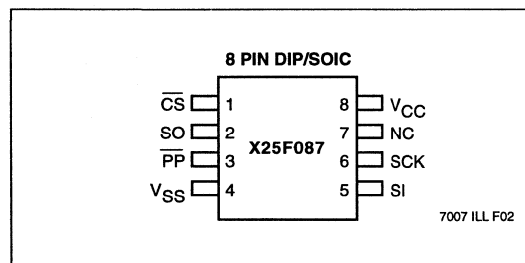 8 PIN DIP/SOIC
CS 1 8 VCC
SO 2 X25F087 7 NC
PP 3 6 SCK
VSS 4 5 SI
7007 ILL F02